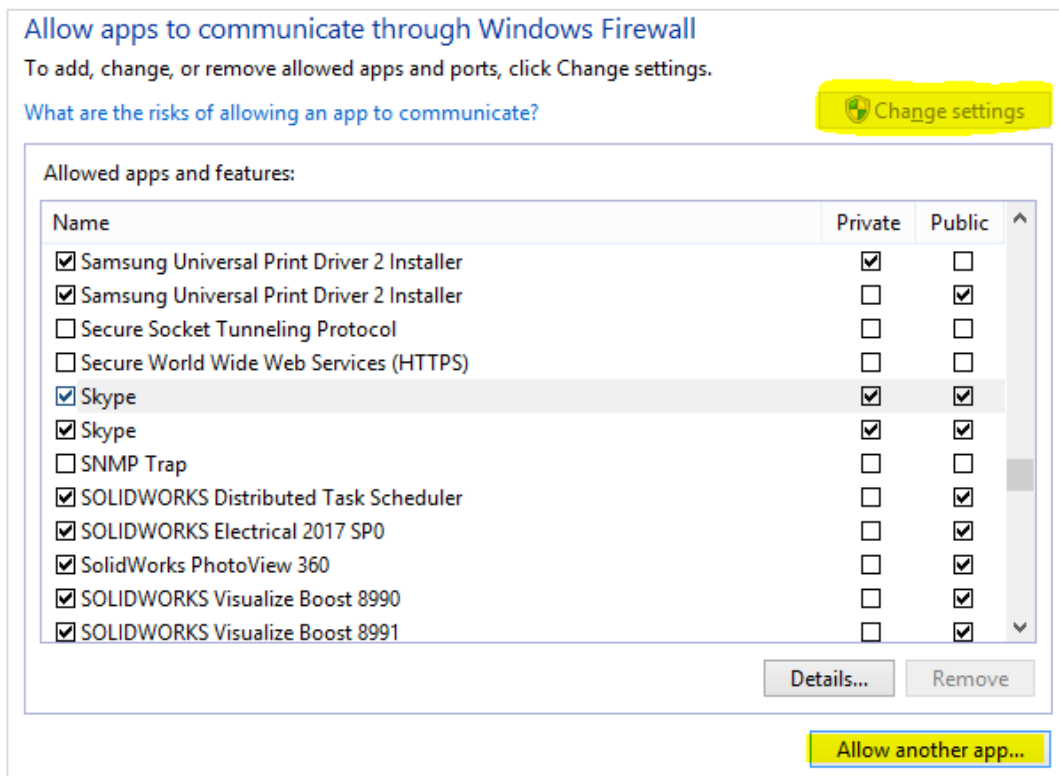 Allow apps to communicate through Windows Firewall
To add, change, or remove allowed apps and ports, click Change settings.
What are the risks of allowing an app to communicate?
Change settings
Allowed apps and features:
Name Private Public
Samsung Universal Print Driver 2 Installer
Samsung Universal Print Driver 2 Installer
Secure Socket Tunneling Protocol
Secure World Wide Web Services (HTTPS)
Skype
Skype
SNMP Trap
SOLIDWORKS Distributed Task Scheduler
SOLIDWORKS Electrical 2017 SP0
SolidWorks PhotoView 360
SOLIDWORKS Visualize Boost 8990
SOLIDWORKS Visualize Boost 8991
Details... Remove
Allow another app...